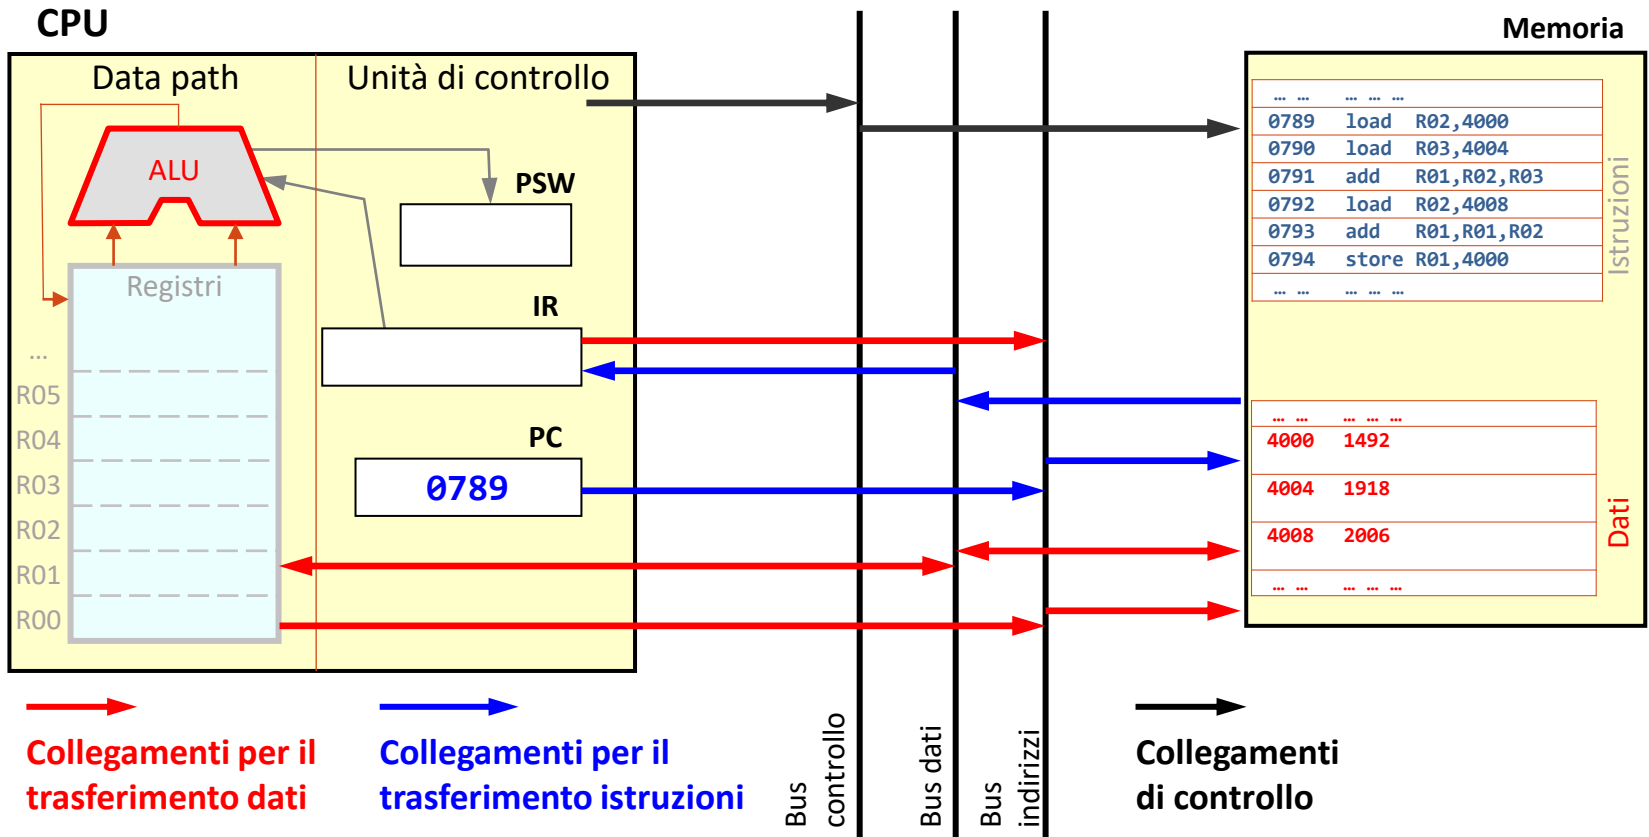 CPU
Memoria
Data path
Unità di controllo
ALU
PSW
Registri
IR
...
R05
R04
PC
R03
0789
R02
R01
R00
… … … … …
0789 load R02,4000
0790 load R03,4004
0791 add R01,R02,R03
0792 load R02,4008
0793 add R01,R01,R02
0794 store R01,4000
… … … … …
Istruzioni
… … … … …
4000 1492
4004 1918
4008 2006
… … … … …
Dati
Collegamenti per il
trasferimento dati
Collegamenti per il
trasferimento istruzioni
Bus
controllo
Bus dati
Bus
indirizzi
Collegamenti
di controllo